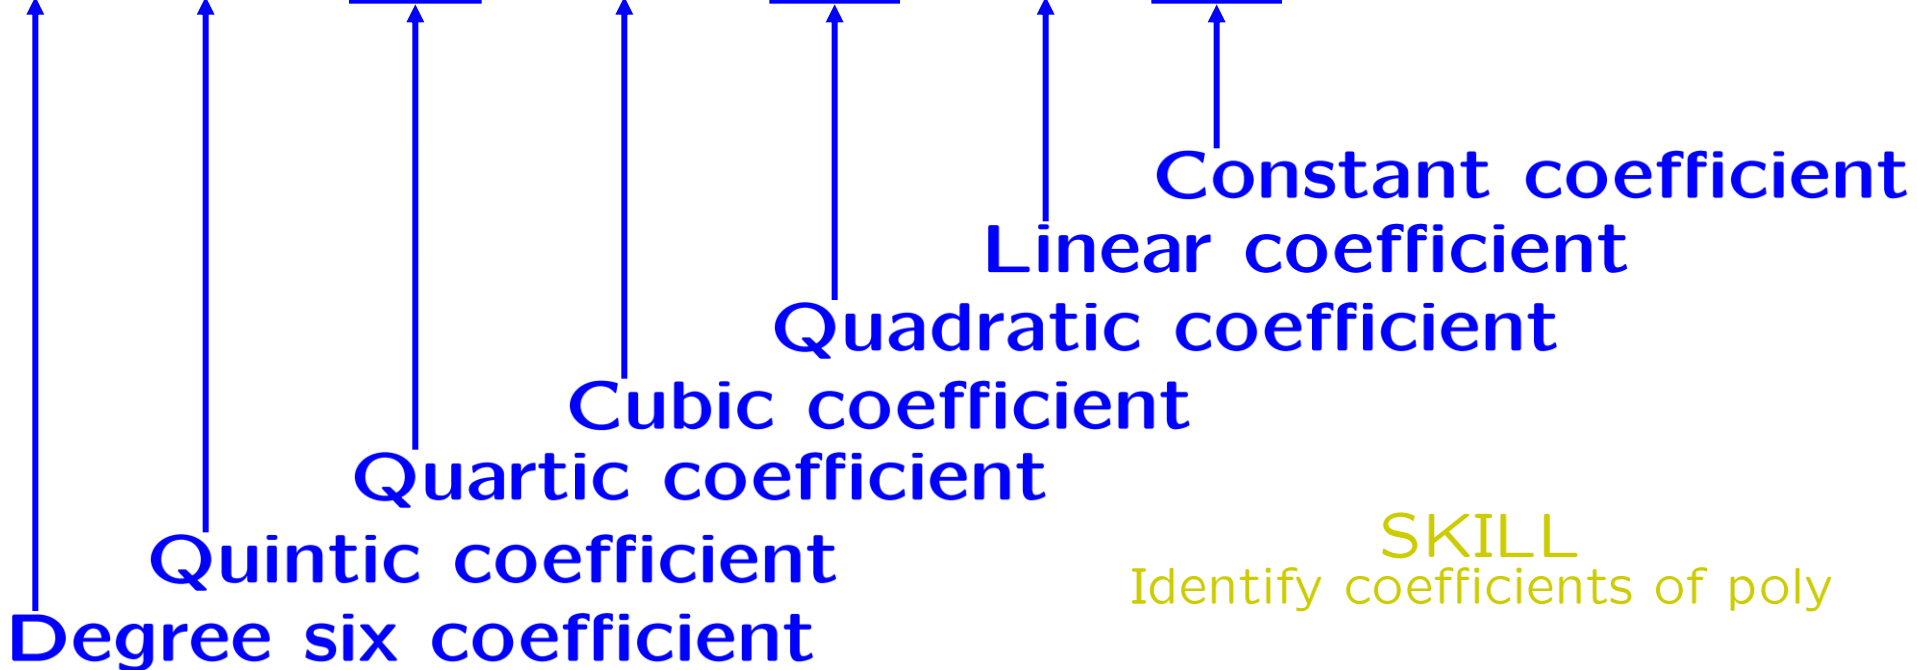 Constant coefficient
Linear coefficient
Quadratic coefficient
Cubic coefficient
Quartic coefficient
Quintic coefficient
Degree six coefficient
SKILL
Identify coefficients of poly